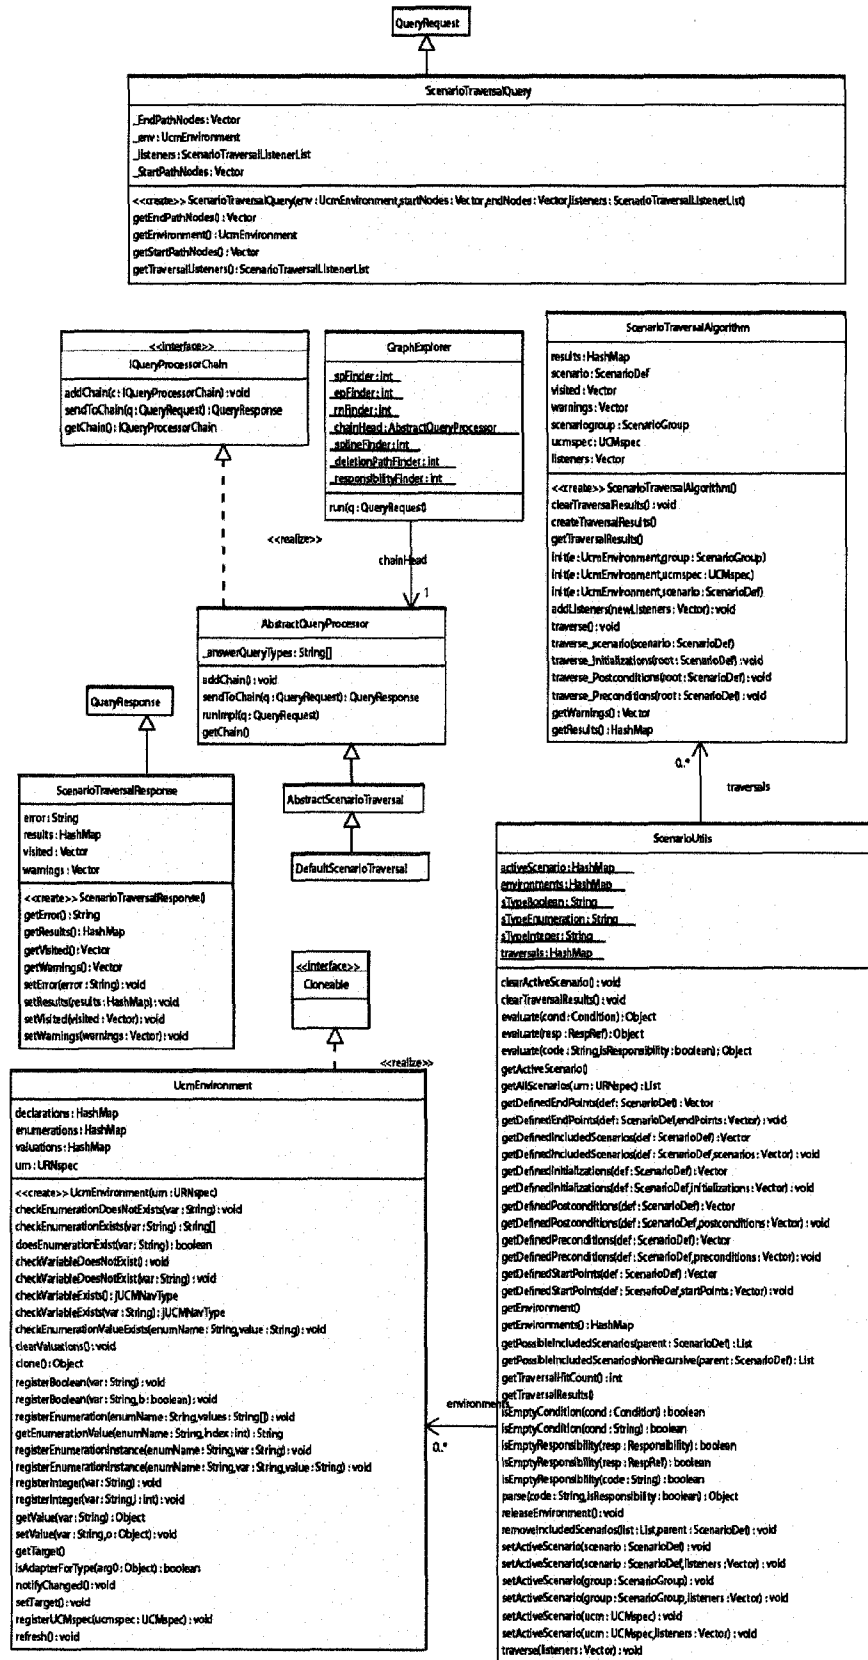 QueryRequest
ScenarioTraversalQuery
_EndPathNodes : Vector
_env : UcmEnvironment
_listeners : ScenarioTraversalListenerList
_StartPathNodes : Vector
<<create>> ScenarioTraversalQuery(env : UcmEnvironment,startNodes : Vector,endNodes : Vector,listeners : ScenarioTraversalListenerList)
getEndPathNodes() : Vector
getEnvironment() : UcmEnvironment
getStartPathNodes() : Vector
getTraversalListeners() : ScenarioTraversalListenerList
<<interface>>
IQueryProcessorChain
addChain(c : IQueryProcessorChain) : void
sendToChain(q : QueryRequest) : QueryResponse
getChain() : IQueryProcessorChain
GraphExplorer
_spFinder : int
_epFinder : int
_rnFinder : int
_chainHead : AbstractQueryProcessor
_splineFinder : int
_deletionPathFinder : int
_responsibilityFinder : int
run(q : QueryRequest)
ScenarioTraversalAlgorithm
results : HashMap
scenario : ScenarioDef
visited : Vector
warnings : Vector
scenariogroup : ScenarioGroup
ucmspec : UCMspec
listeners : Vector
<<create>> ScenarioTraversalAlgorithm()
clearTraversalResults() : void
createTraversalResults()
getTraversalResults()
init(e : UcmEnvironment,group : ScenarioGroup)
init(e : UcmEnvironment,ucmspec : UCMspec)
init(e : UcmEnvironment,scenario : ScenarioDef)
addListeners(newListeners : Vector) : void
traverse() : void
traverse_scenario(scenario : ScenarioDef)
traverse_Initializations(root : ScenarioDef) : void
traverse_Postconditions(root : ScenarioDef) : void
traverse_Preconditions(root : ScenarioDef) : void
getWarnings() : Vector
getResults() : HashMap
<<realize>>
chainHead
1
AbstractQueryProcessor
_answerQueryTypes : String[]
addChain() : void
sendToChain(q : QueryRequest) : QueryResponse
runImpl(q : QueryRequest)
getChain()
QueryResponse
AbstractScenarioTraversal
DefaultScenarioTraversal
ScenarioTraversalResponse
error : String
results : HashMap
visited : Vector
warnings : Vector
<<create>> ScenarioTraversalResponse()
getError() : String
getResults() : HashMap
getVisited() : Vector
getWarnings() : Vector
setError(error : String) : void
setResults(results : HashMap) : void
setVisited(visited : Vector) : void
setWarnings(warnings : Vector) : void
<<interface>>
Cloneable
<<realize>>
0..*
traversals
UcmEnvironment
declarations : HashMap
enumerations : HashMap
valuations : HashMap
urn : URNspec
<<create>> UcmEnvironment(urn : URNspec)
checkEnumerationDoesNotExists(var : String) : void
checkEnumerationExists(var : String) : String[]
doesEnumerationExist(var : String) : boolean
checkVariableDoesNotExist() : void
checkVariableDoesNotExist(var : String) : void
checkVariableExists() : jUCMNavType
checkVariableExists(var : String) : jUCMNavType
checkEnumerationValueExists(enumName : String,value : String) : void
clearValuations() : void
clone() : Object
registerBoolean(var : String) : void
registerBoolean(var : String,b : boolean) : void
registerEnumeration(enumName : String,values : String[]) : void
getEnumerationValue(enumName : String,index : int) : String
registerEnumerationInstance(enumName : String,var : String) : void
registerEnumerationInstance(enumName : String,var : String,value : String) : void
registerInteger(var : String) : void
registerInteger(var : String,i : int) : void
getValue(var : String) : Object
setValue(var : String,o : Object) : void
getTarget()
isAdapterForType(arg0 : Object) : boolean
notifyChanged() : void
setTarget() : void
registerUCMspec(ucmspec : UCMspec) : void
refresh() : void
environments
0..*
ScenarioUtils
activeScenario : HashMap
environments : HashMap
sTypeBoolean : String
sTypeEnumeration : String
sTypeInteger : String
traversals : HashMap
clearActiveScenario() : void
clearTraversalResults() : void
evaluate(cond : Condition) : Object
evaluate(resp : RespRef) : Object
evaluate(code : String,isResponsibility : boolean) : Object
getActiveScenario()
getAllScenarios(urn : URNspec) : List
getDefinedEndPoints(def : ScenarioDef) : Vector
getDefinedEndPoints(def : ScenarioDef,endPoints : Vector) : void
getDefinedIncludedScenarios(def : ScenarioDef) : Vector
getDefinedIncludedScenarios(def : ScenarioDef,scenarios : Vector) : void
getDefinedInitializations(def : ScenarioDef) : Vector
getDefinedInitializations(def : ScenarioDef,initializations : Vector) : void
getDefinedPostconditions(def : ScenarioDef) : Vector
getDefinedPostconditions(def : ScenarioDef,postconditions : Vector) : void
getDefinedPreconditions(def : ScenarioDef) : Vector
getDefinedPreconditions(def : ScenarioDef,preconditions : Vector) : void
getDefinedStartPoints(def : ScenarioDef) : Vector
getDefinedStartPoints(def : ScenarioDef,startPoints : Vector) : void
getEnvironment()
getEnvironments() : HashMap
getPossibleIncludedScenarios(parent : ScenarioDef) : List
getPossibleIncludedScenariosNonRecursive(parent : ScenarioDef) : List
getTraversalHitCount() : int
getTraversalResults()
isEmptyCondition(cond : Condition) : boolean
isEmptyCondition(cond : String) : boolean
isEmptyResponsibility(resp : Responsibility) : boolean
isEmptyResponsibility(resp : RespRef) : boolean
isEmptyResponsibility(code : String) : boolean
parse(code : String,isResponsibility : boolean) : Object
releaseEnvironment() : void
removeIncludedScenarios(list : List,parent : ScenarioDef) : void
setActiveScenario(scenario : ScenarioDef) : void
setActiveScenario(scenario : ScenarioDef,listeners : Vector) : void
setActiveScenario(group : ScenarioGroup) : void
setActiveScenario(group : ScenarioGroup,listeners : Vector) : void
setActiveScenario(ucm : UCMspec) : void
setActiveScenario(ucm : UCMspec,listeners : Vector) : void
traverse(listeners : Vector) : void